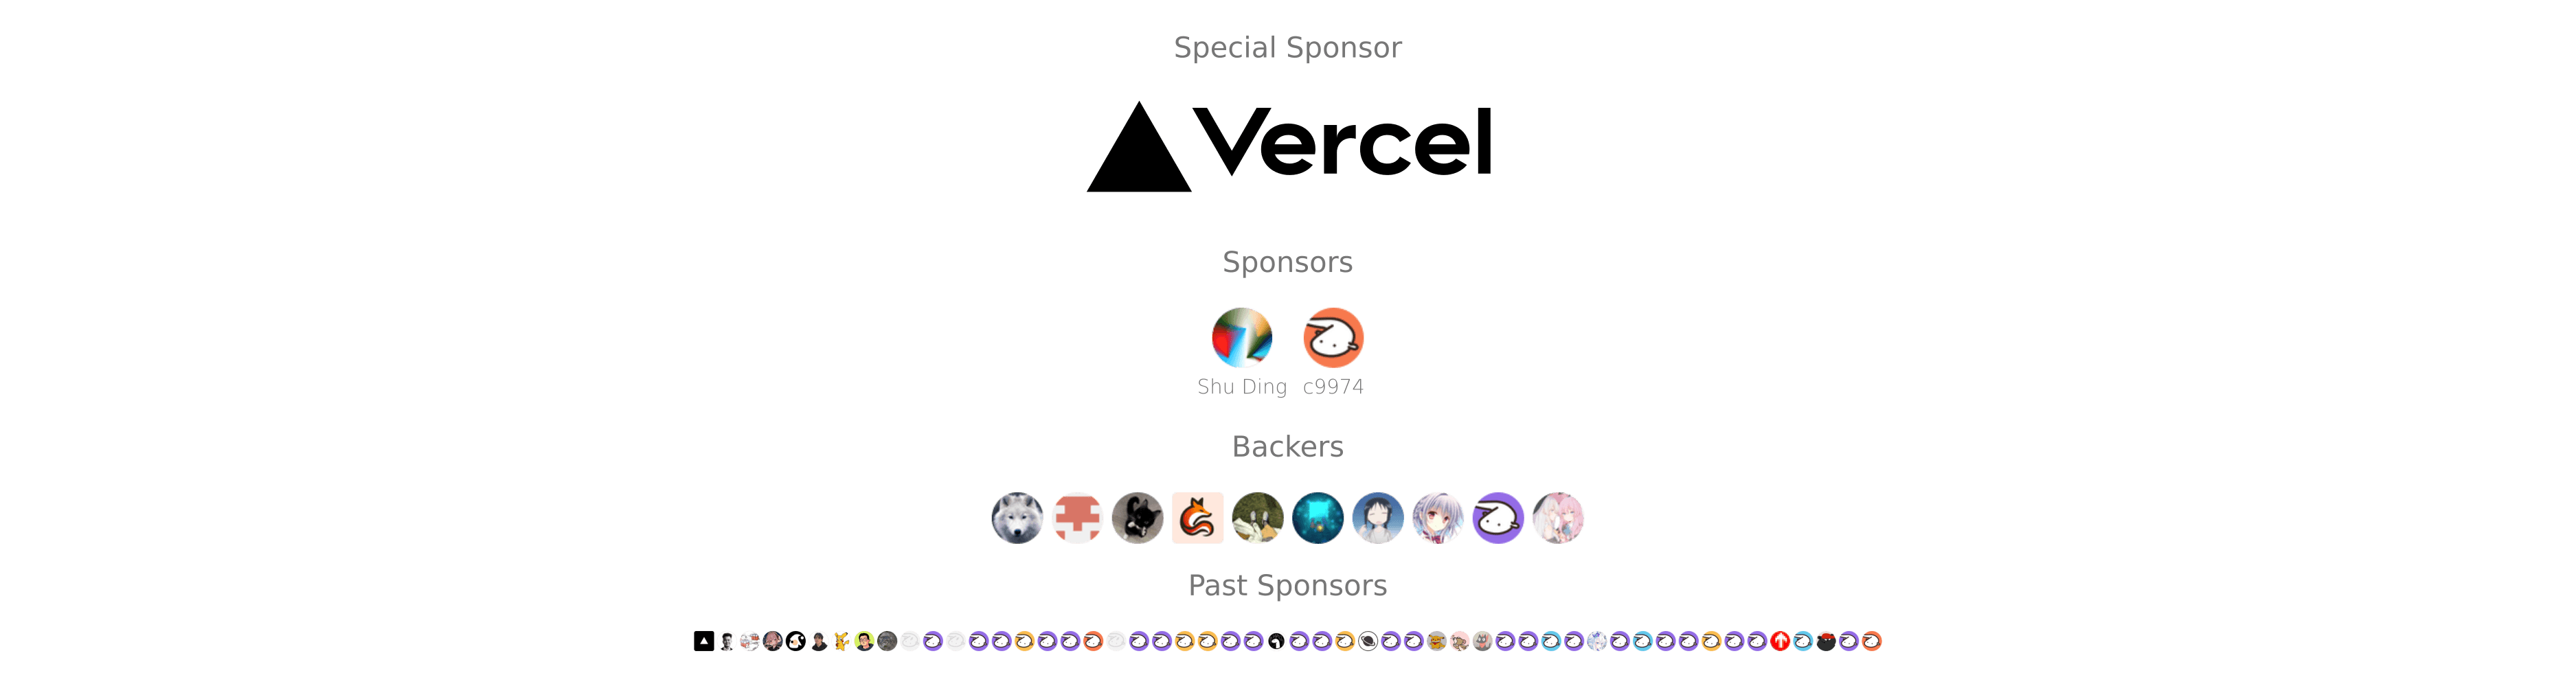 Special Sponsor
Vercel
Sponsors
Shu Ding c9974
Backers
Past Sponsors